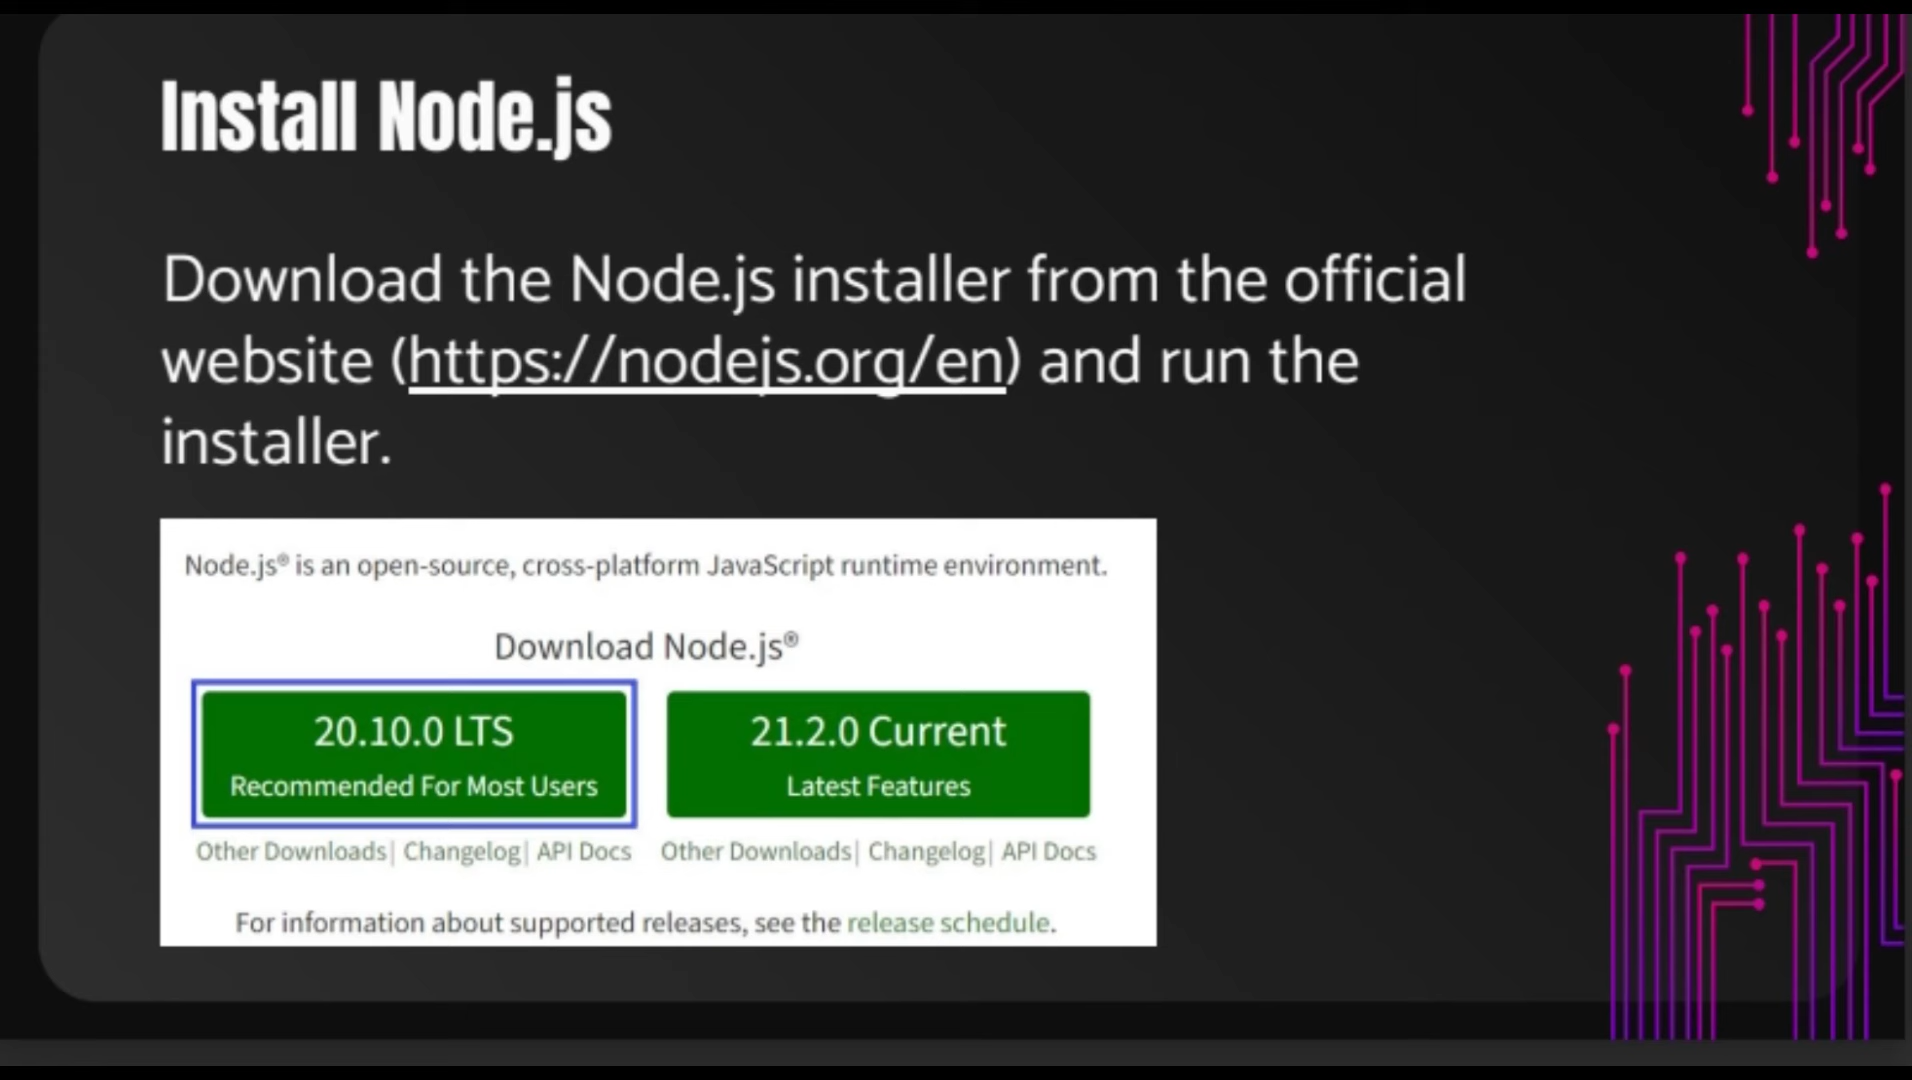 Install Node.js
Download the Node.js installer from the official
website (https://nodejs.org/en) and run the
installer.
Node.js® is an open-source, cross-platform JavaScript runtime environment.
Download Node.js®
20.10.0 LTS
Recommended For Most Users
21.2.0 Current
Latest Features
Other Downloads| Changelog| API Docs
Other Downloads| Changelog| API Docs
For information about supported releases, see the release schedule.